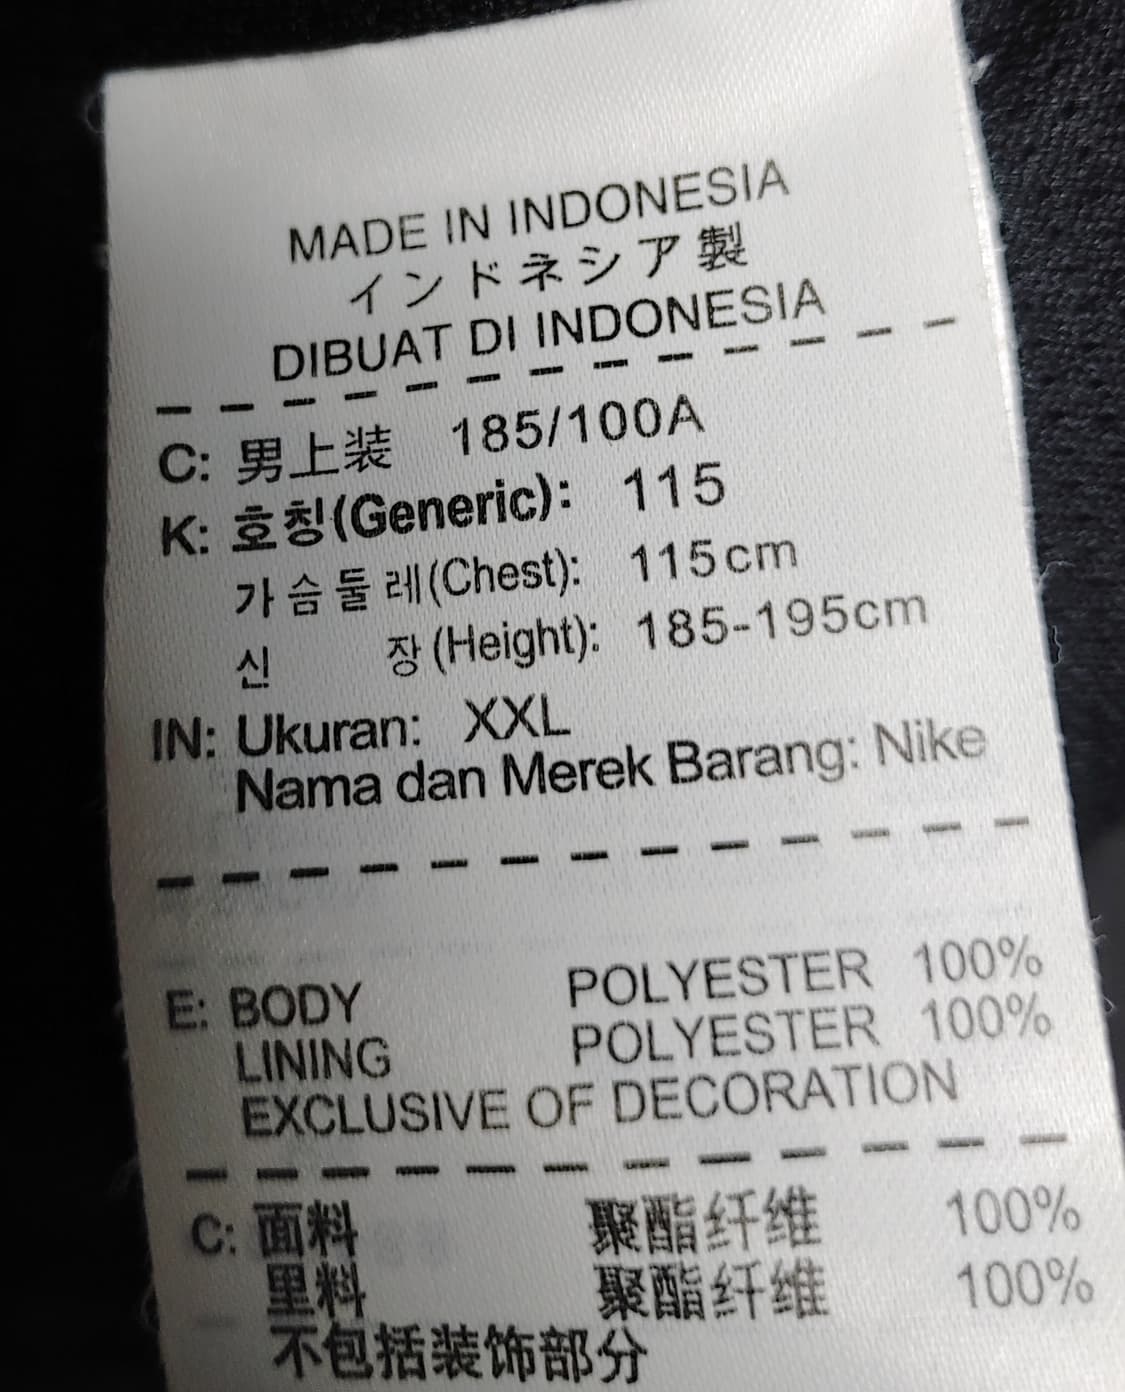 MADE IN INDONESIA
インドネシア製
DIBUAT DI INDONESIA
C: 男上装 185/100A
K: 호칭(Generic): 115
가슴둘레(Chest): 115cm
신 장(Height): 185-195cm
IN: Ukuran: XXL
Nama dan Merek Barang: Nike
E: BODY POLYESTER 100%
LINING POLYESTER 100%
EXCLUSIVE OF DECORATION
C: 面料 聚酯纤维 100%
里料 聚酯纤维 100%
不包括装饰部分